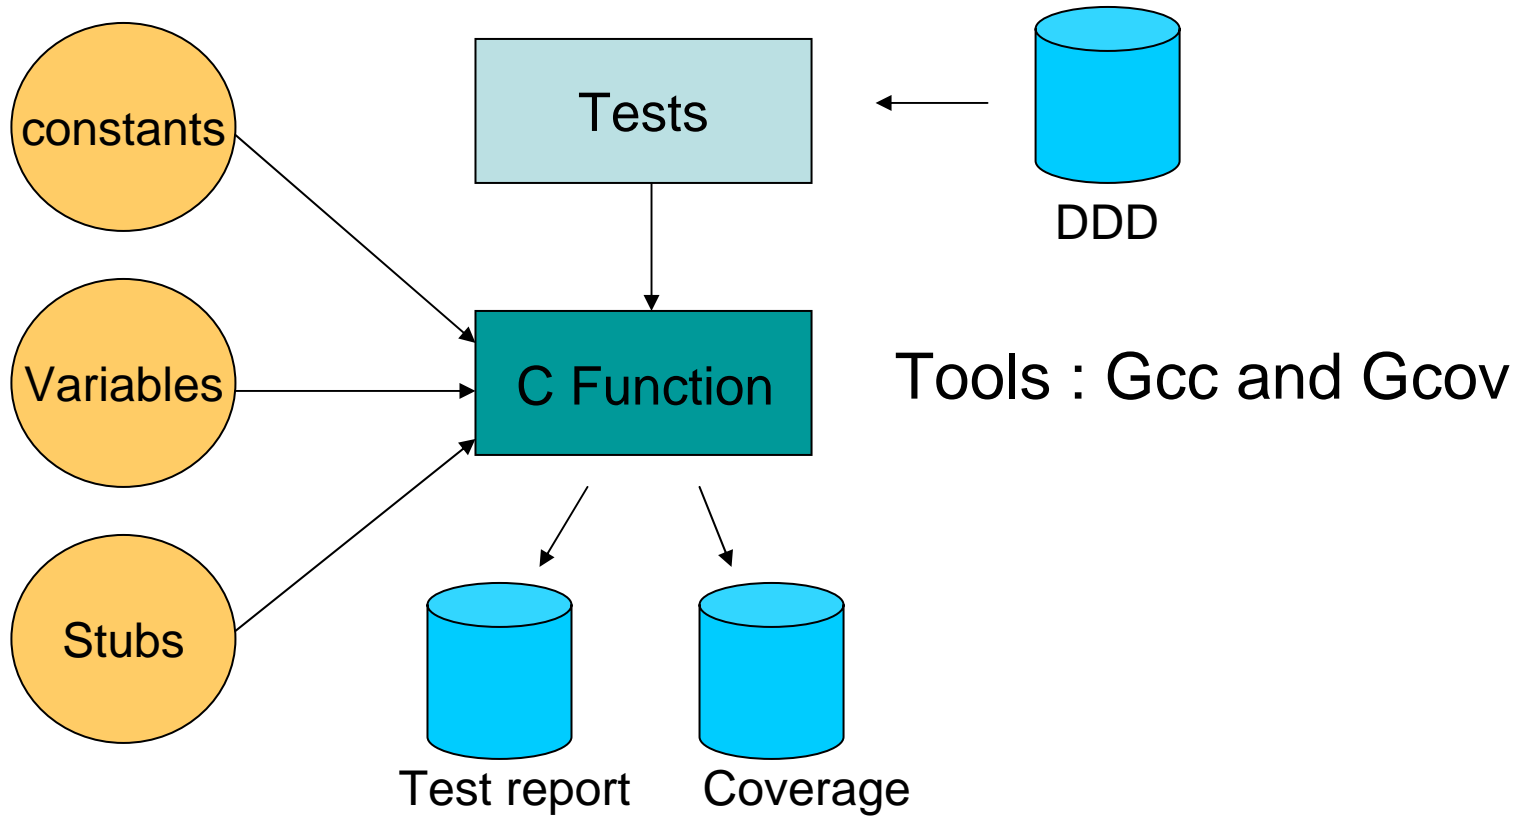 constants
Tests
DDD
Variables
C Function
Tools : Gcc and Gcov
Stubs
Test report
Coverage